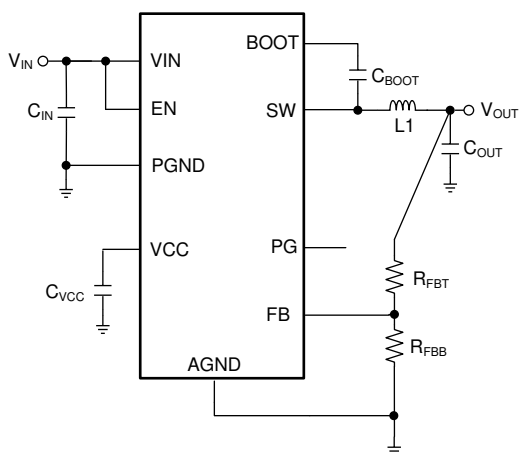 BOOT
V_IN
VIN
C_BOOT
C_IN
EN
SW
V_OUT
L1
C_OUT
PGND
VCC
PG
C_VCC
R_FBT
FB
R_FBB
AGND